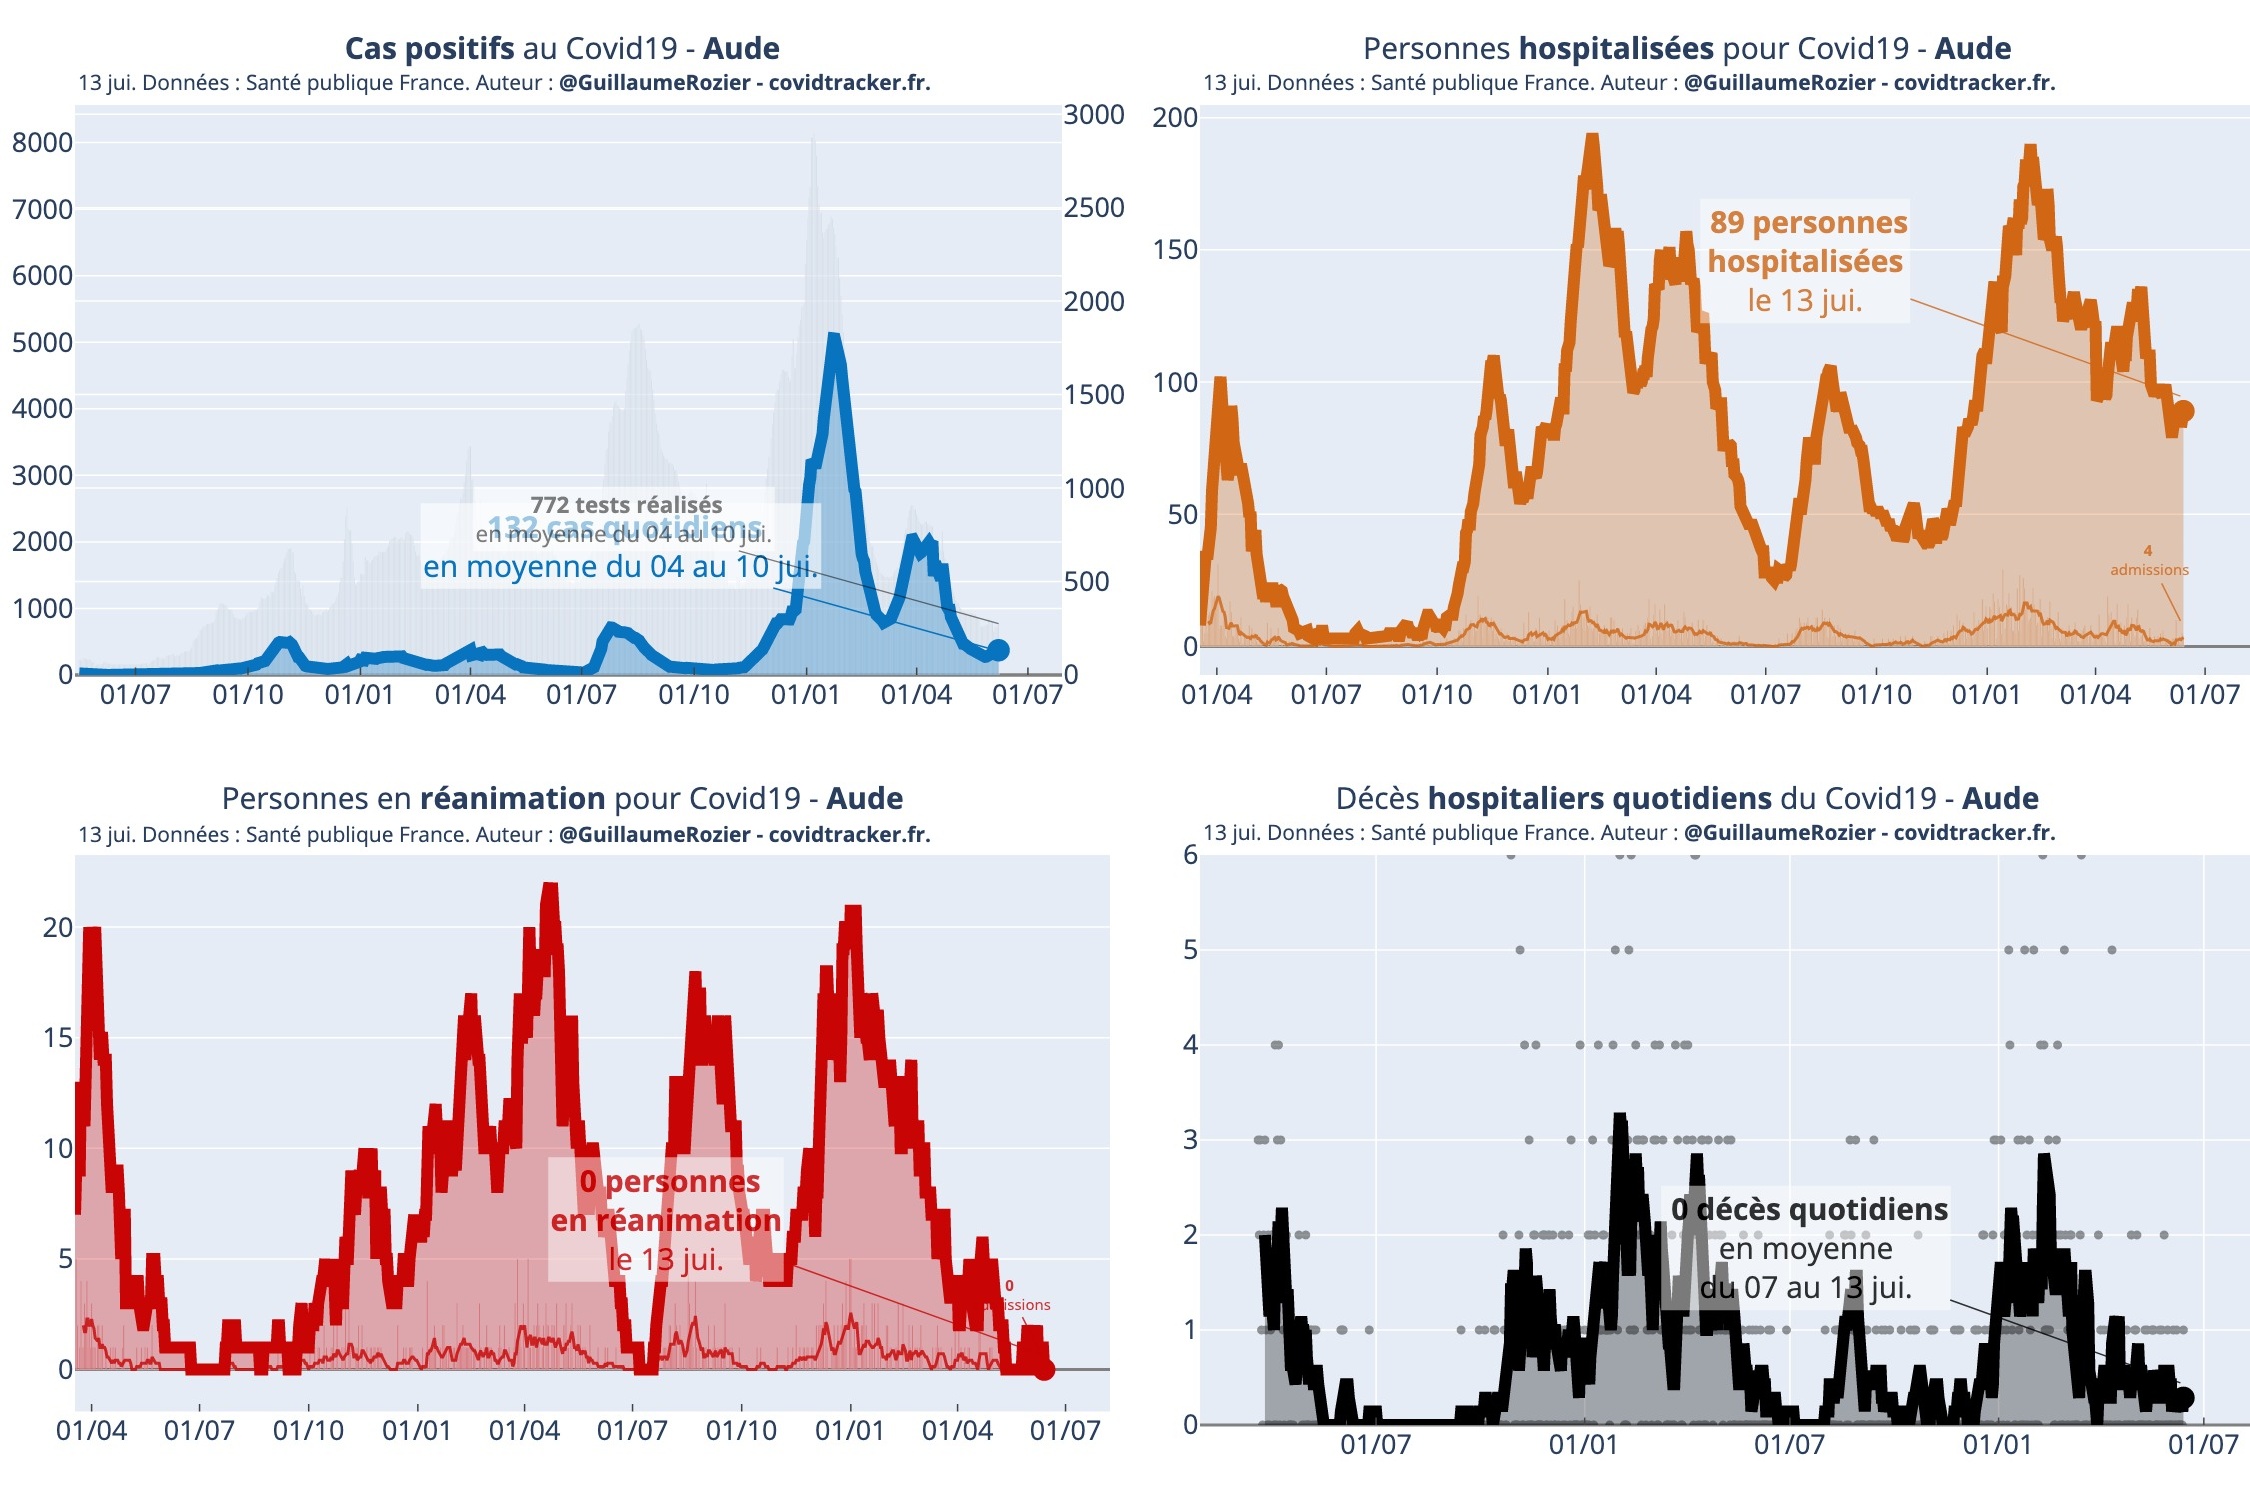 Cas positifs au Covid19 - Aude
13 jui. Données : Santé publique France. Auteur : @GuillaumeRozier - covidtracker.fr.
8000
7000
6000
5000
4000
3000
2000
1000
0
3000
2500
2000
1500
1000
500
0
772 tests réalisés
en moyenne du 04 au 10 jui.
132 cas quotidiens
en moyenne du 04 au 10 jui.
01/07 01/10 01/01 01/04 01/07 01/10 01/01 01/04 01/07
Personnes hospitalisées pour Covid19 - Aude
13 jui. Données : Santé publique France. Auteur : @GuillaumeRozier - covidtracker.fr.
200
150
100
50
0
89 personnes
hospitalisées
le 13 jui.
4
admissions
01/04 01/07 01/10 01/01 01/04 01/07 01/10 01/01 01/04 01/07
Personnes en réanimation pour Covid19 - Aude
13 jui. Données : Santé publique France. Auteur : @GuillaumeRozier - covidtracker.fr.
20
15
10
5
0
0 personnes
en réanimation
le 13 jui.
0
admissions
01/04 01/07 01/10 01/01 01/04 01/07 01/10 01/01 01/04 01/07
Décès hospitaliers quotidiens du Covid19 - Aude
13 jui. Données : Santé publique France. Auteur : @GuillaumeRozier - covidtracker.fr.
6
5
4
3
2
1
0
0 décès quotidiens
en moyenne
du 07 au 13 jui.
01/07 01/01 01/07 01/01 01/07